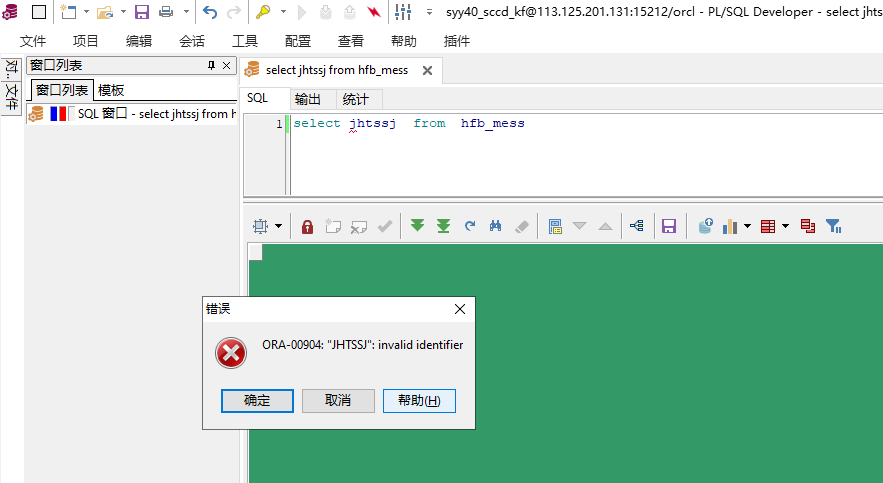 syy40_sccd_kf@113.125.201.131:15212/orcl - PL/SQL Developer - select jhts
文件 项目 编辑 会话 工具 配置 查看 帮助 插件
对..
文件
窗口列表
窗口列表 模板
SQL 窗口 - select jhtssj from h
select jhtssj from hfb_mess
SQL 输出 统计
1 select jhtssj from hfb_mess
错误
ORA-00904: "JHTSSJ": invalid identifier
确定 取消 帮助(H)